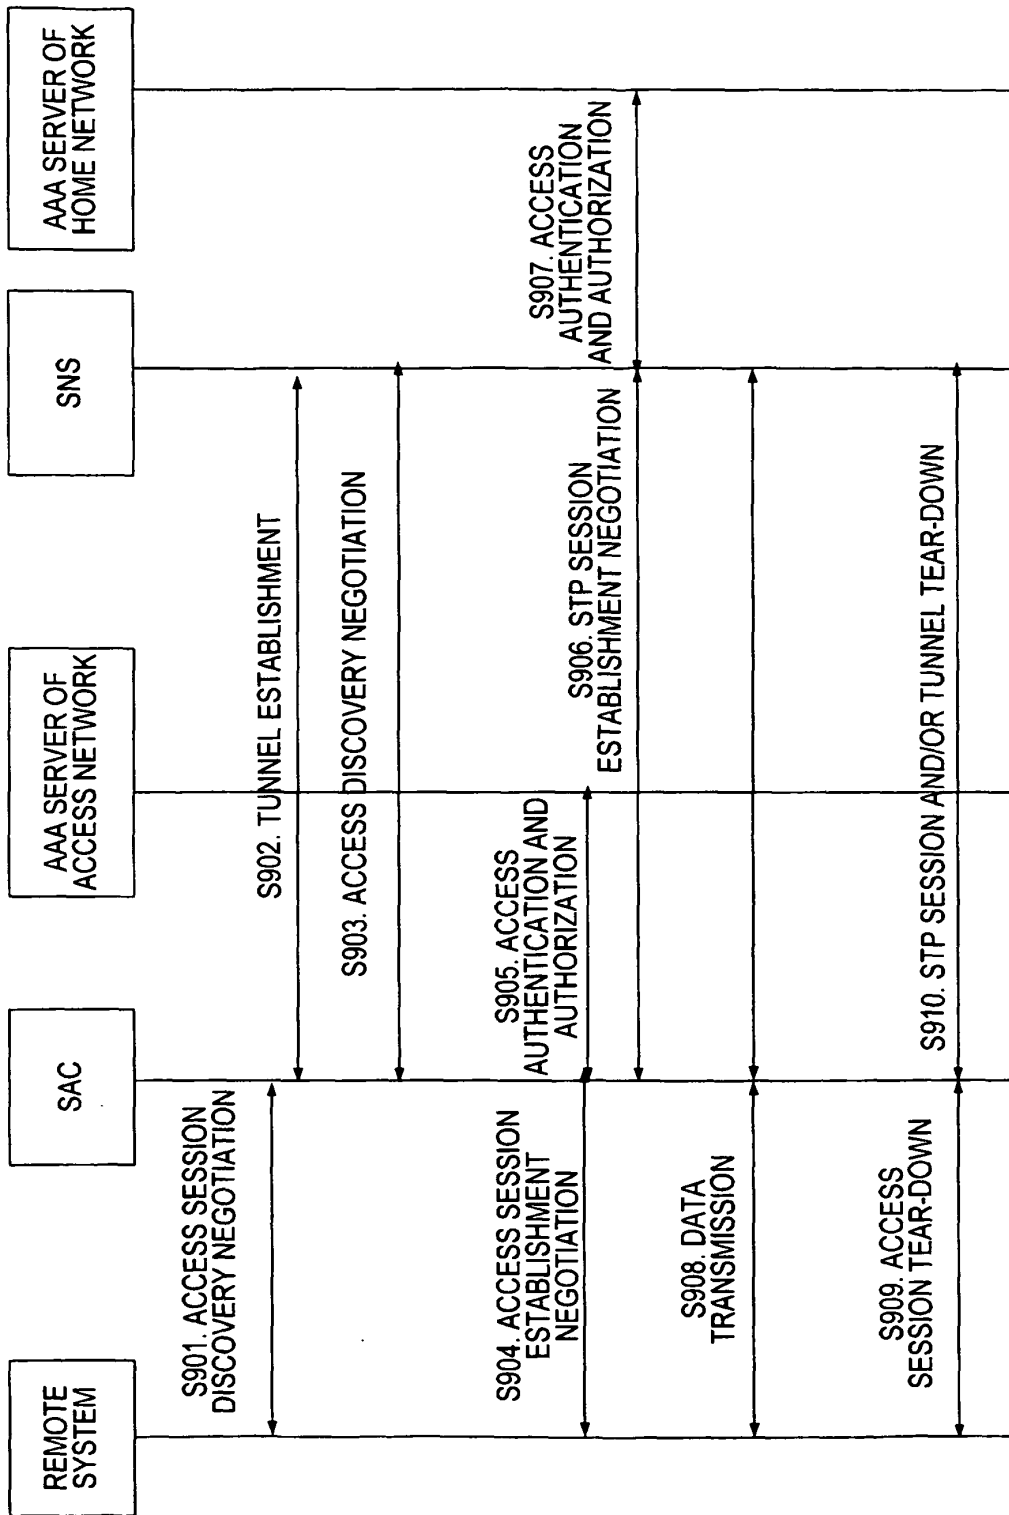 REMOTE
SYSTEM
SAC
AAA SERVER OF
ACCESS NETWORK
SNS
AAA SERVER OF
HOME NETWORK
S901. ACCESS SESSION
DISCOVERY NEGOTIATION
S902. TUNNEL ESTABLISHMENT
S903. ACCESS DISCOVERY NEGOTIATION
S904. ACCESS SESSION
ESTABLISHMENT
NEGOTIATION
S905. ACCESS
AUTHENTICATION AND
AUTHORIZATION
S906. STP SESSION
ESTABLISHMENT NEGOTIATION
S907. ACCESS
AUTHENTICATION
AND AUTHORIZATION
S908. DATA
TRANSMISSION
S909. ACCESS
SESSION TEAR-DOWN
S910. STP SESSION AND/OR TUNNEL TEAR-DOWN